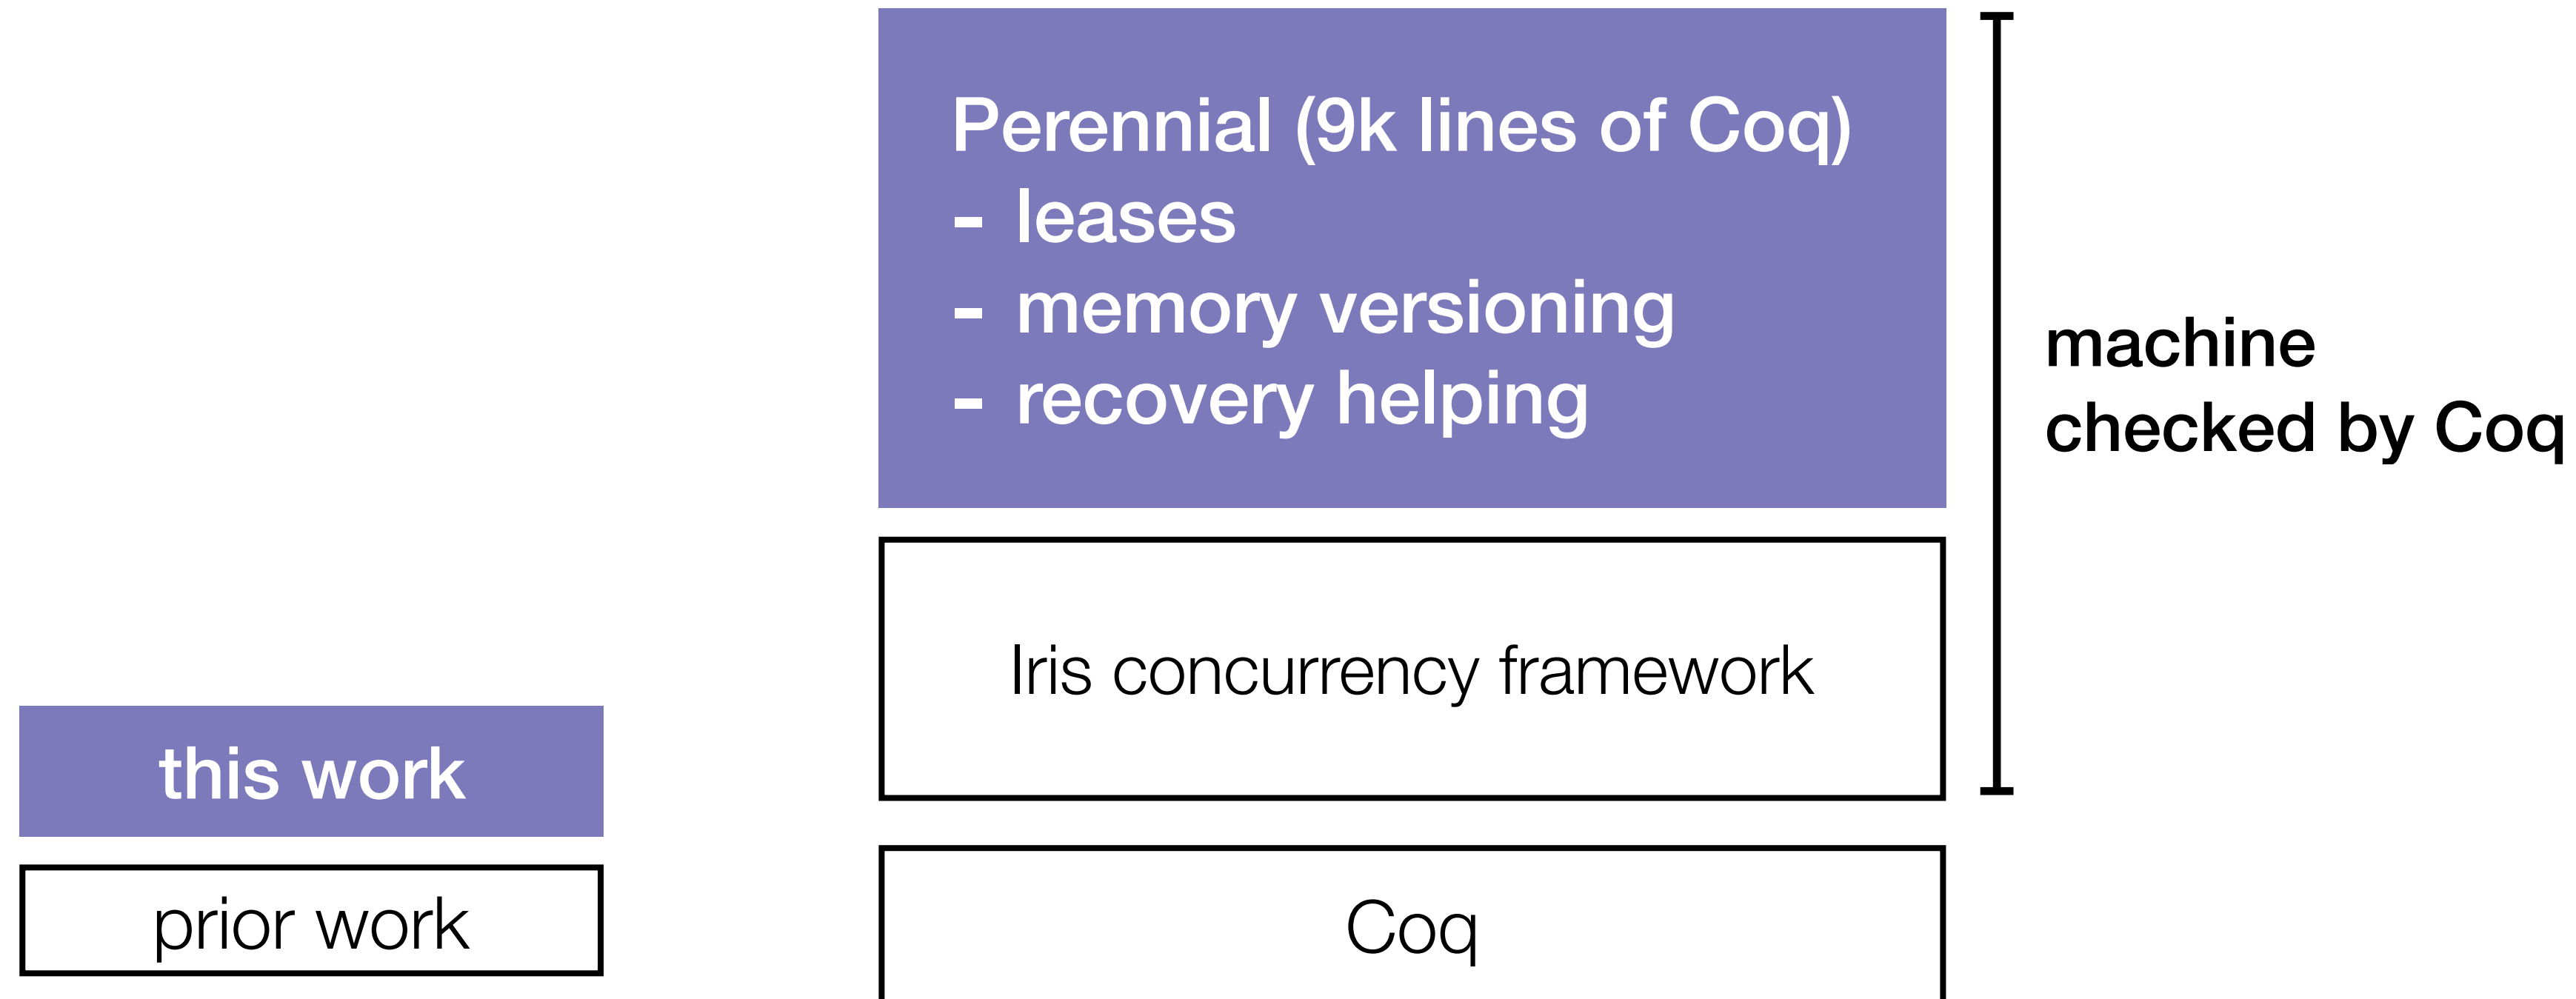 Perennial (9k lines of Coq)
- leases
- memory versioning
- recovery helping
machine
checked by Coq
Iris concurrency framework
this work
prior work
Coq